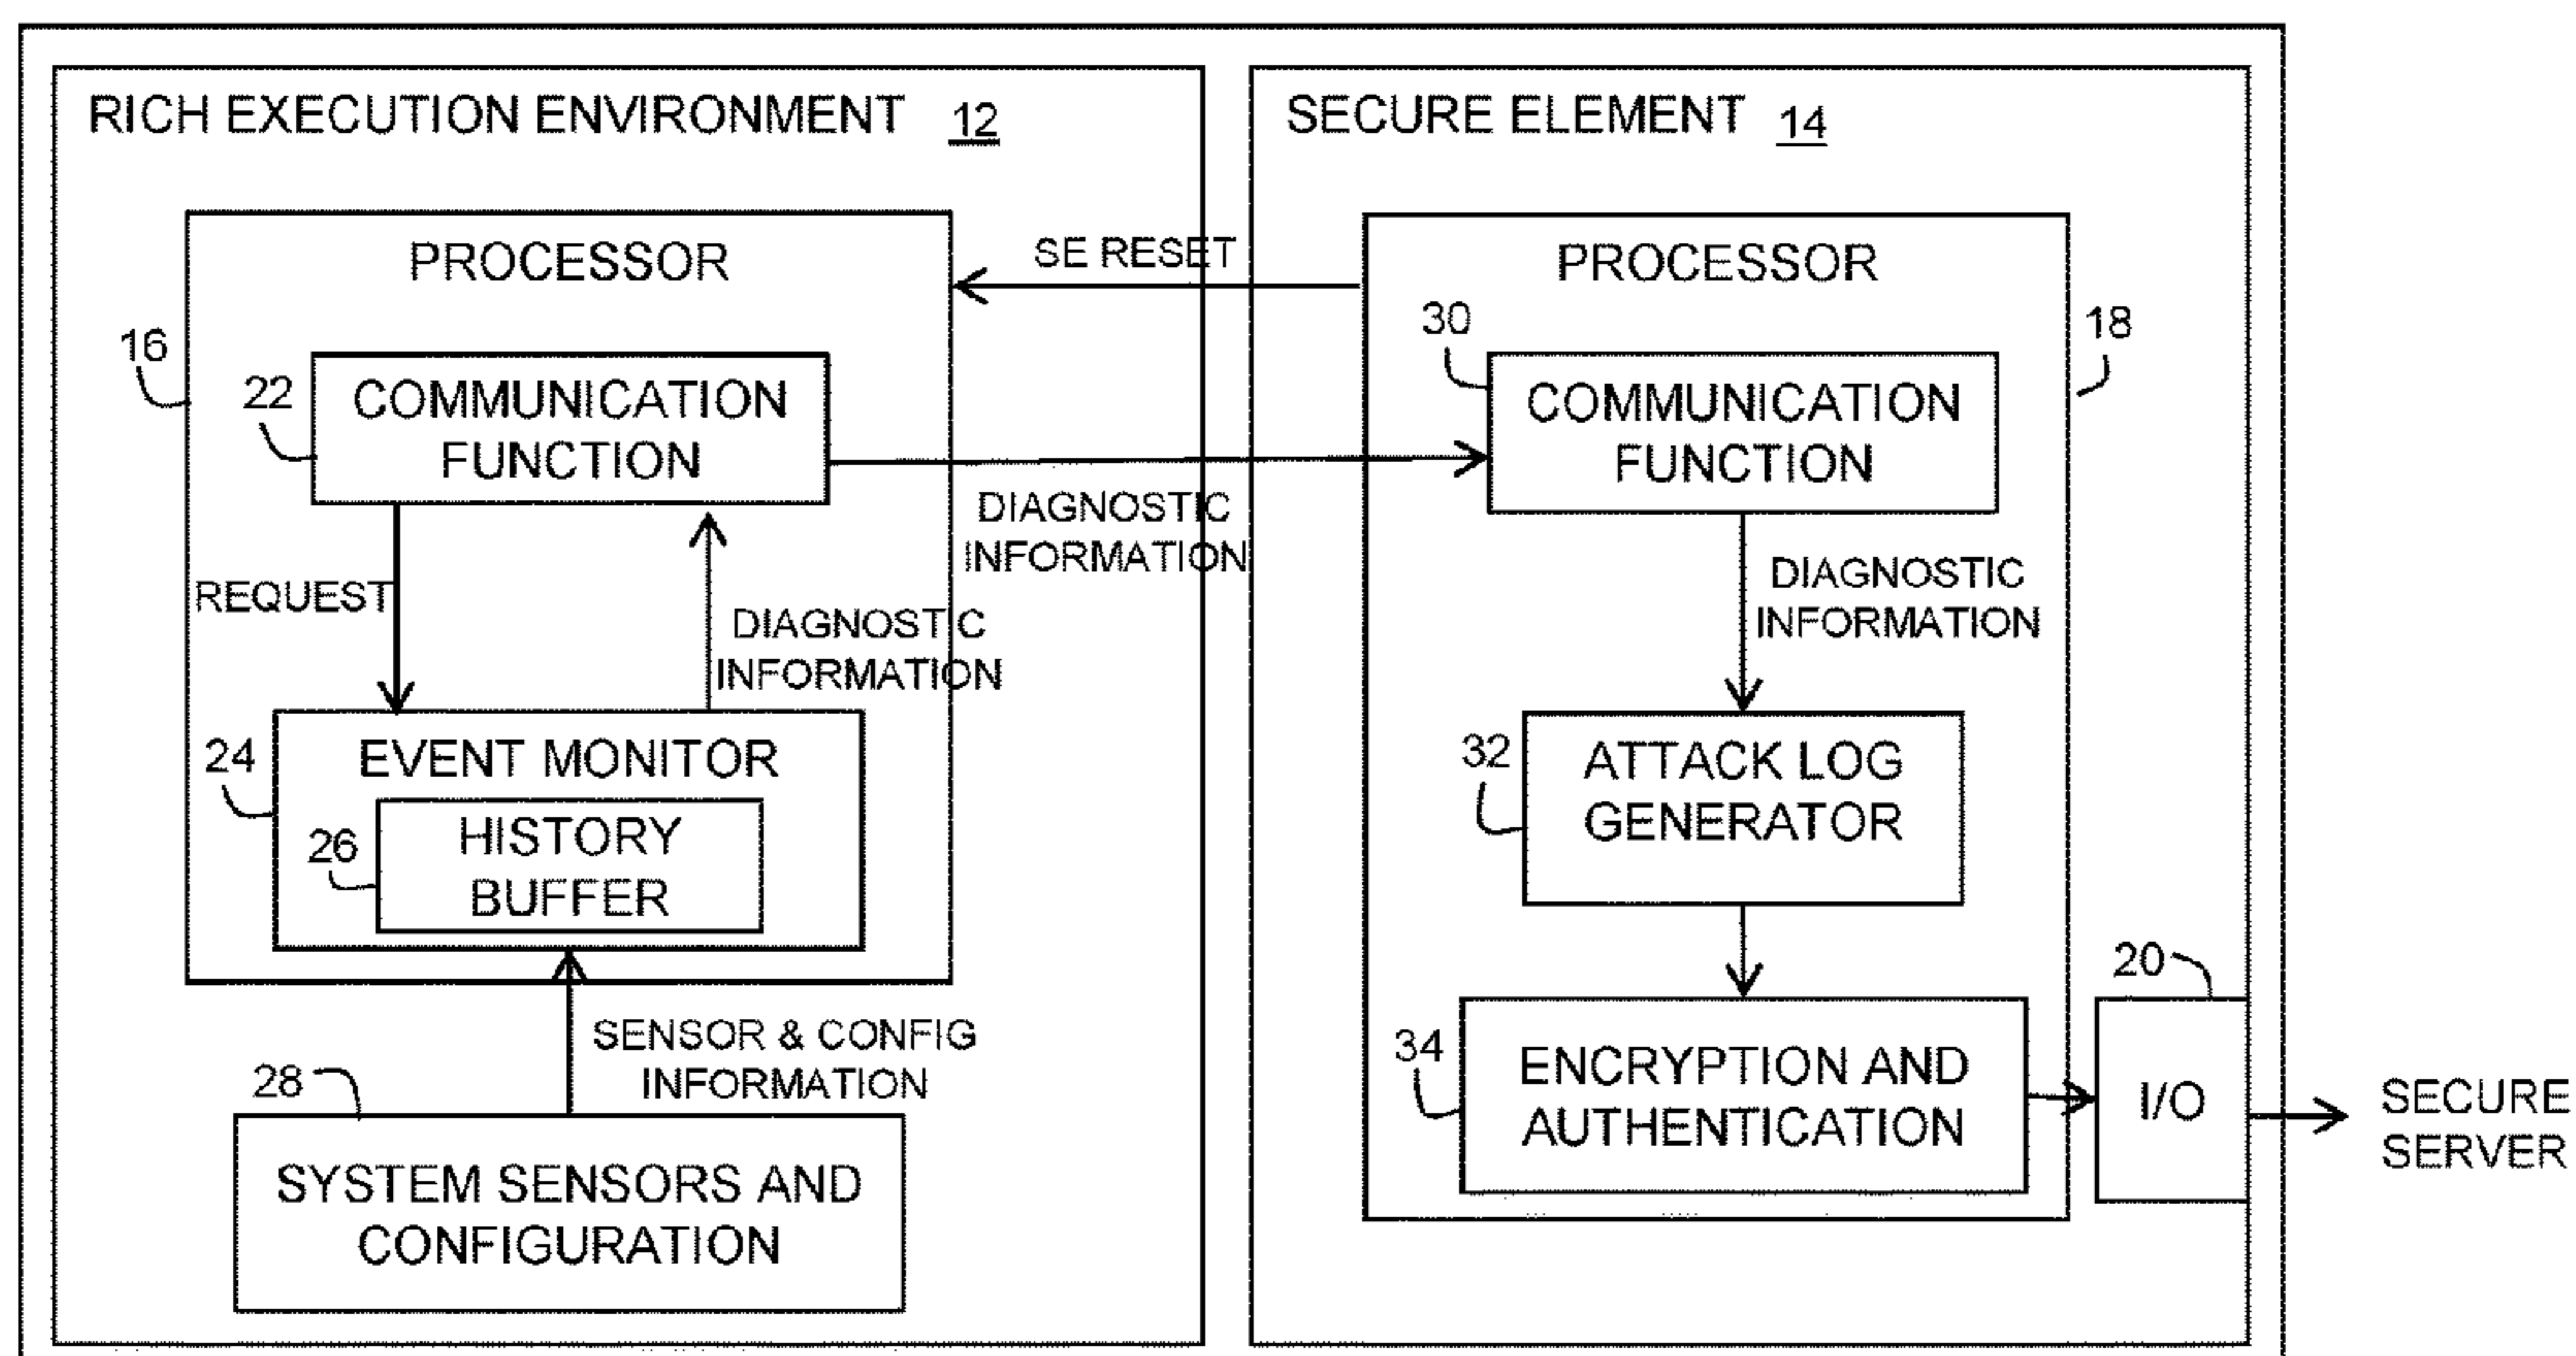 RICH EXECUTION ENVIRONMENT 12
PROCESSOR
16
22
COMMUNICATION
FUNCTION
REQUEST
DIAGNOSTIC
INFORMATION
24
EVENT MONITOR
26
HISTORY
BUFFER
SENSOR & CONFIG
INFORMATION
28
SYSTEM SENSORS AND
CONFIGURATION
SE RESET
DIAGNOSTIC
INFORMATION
SECURE ELEMENT 14
PROCESSOR
18
30
COMMUNICATION
FUNCTION
DIAGNOSTIC
INFORMATION
32
ATTACK LOG
GENERATOR
34
ENCRYPTION AND
AUTHENTICATION
20
I/O
SECURE
SERVER